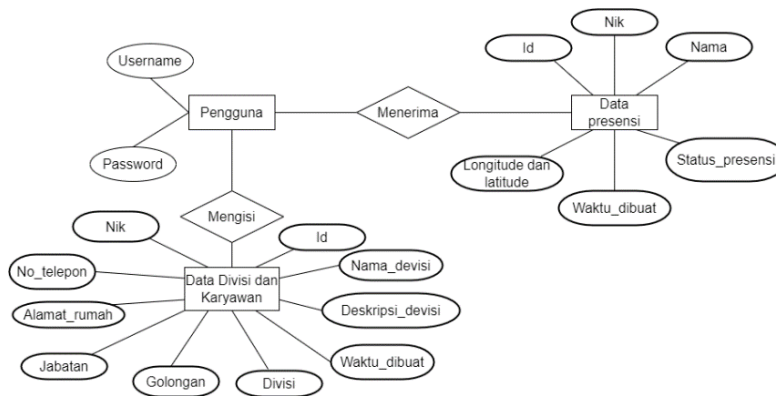 Nik
Id
Nama
Username
Pengguna
Menerima
Data
presensi
Password
Longitude dan
latitude
Status_presensi
Waktu_dibuat
Mengisi
Nik
Id
No_telepon
Nama_devisi
Data Divisi dan
Karyawan
Alamat_rumah
Deskripsi_devisi
Jabatan
Waktu_dibuat
Golongan
Divisi